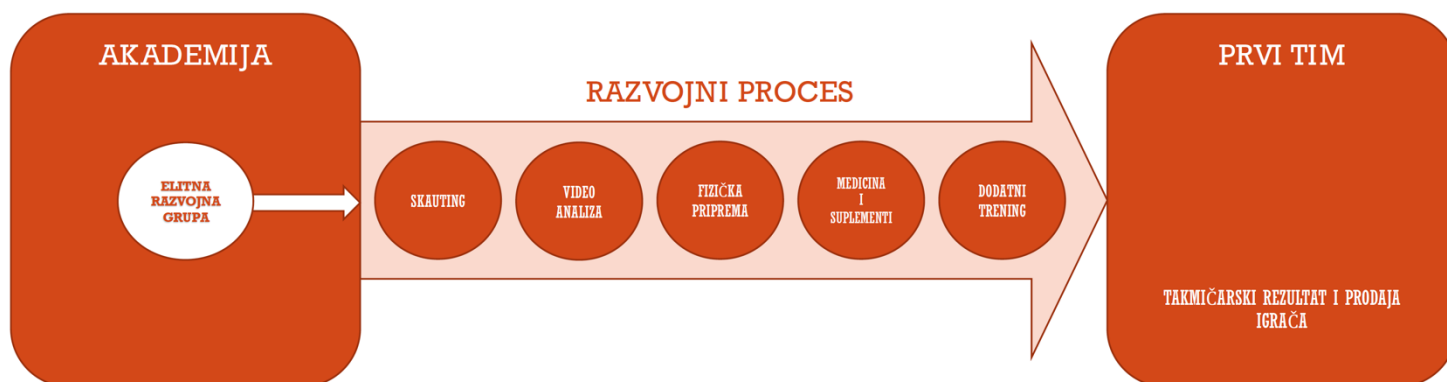 AKADEMIJA
ELITNA
RAZVOJNA
GRUPA
RAZVOJNI PROCES
SKAUTING
VIDEO
ANALIZA
FIZIČKA
PRIPREMA
MEDICINA
I
SUPLEMENTI
DODATNI
TRENING
PRVI TIM
TAKMIČARSKI REZULTAT I PRODAJA
IGRAČA